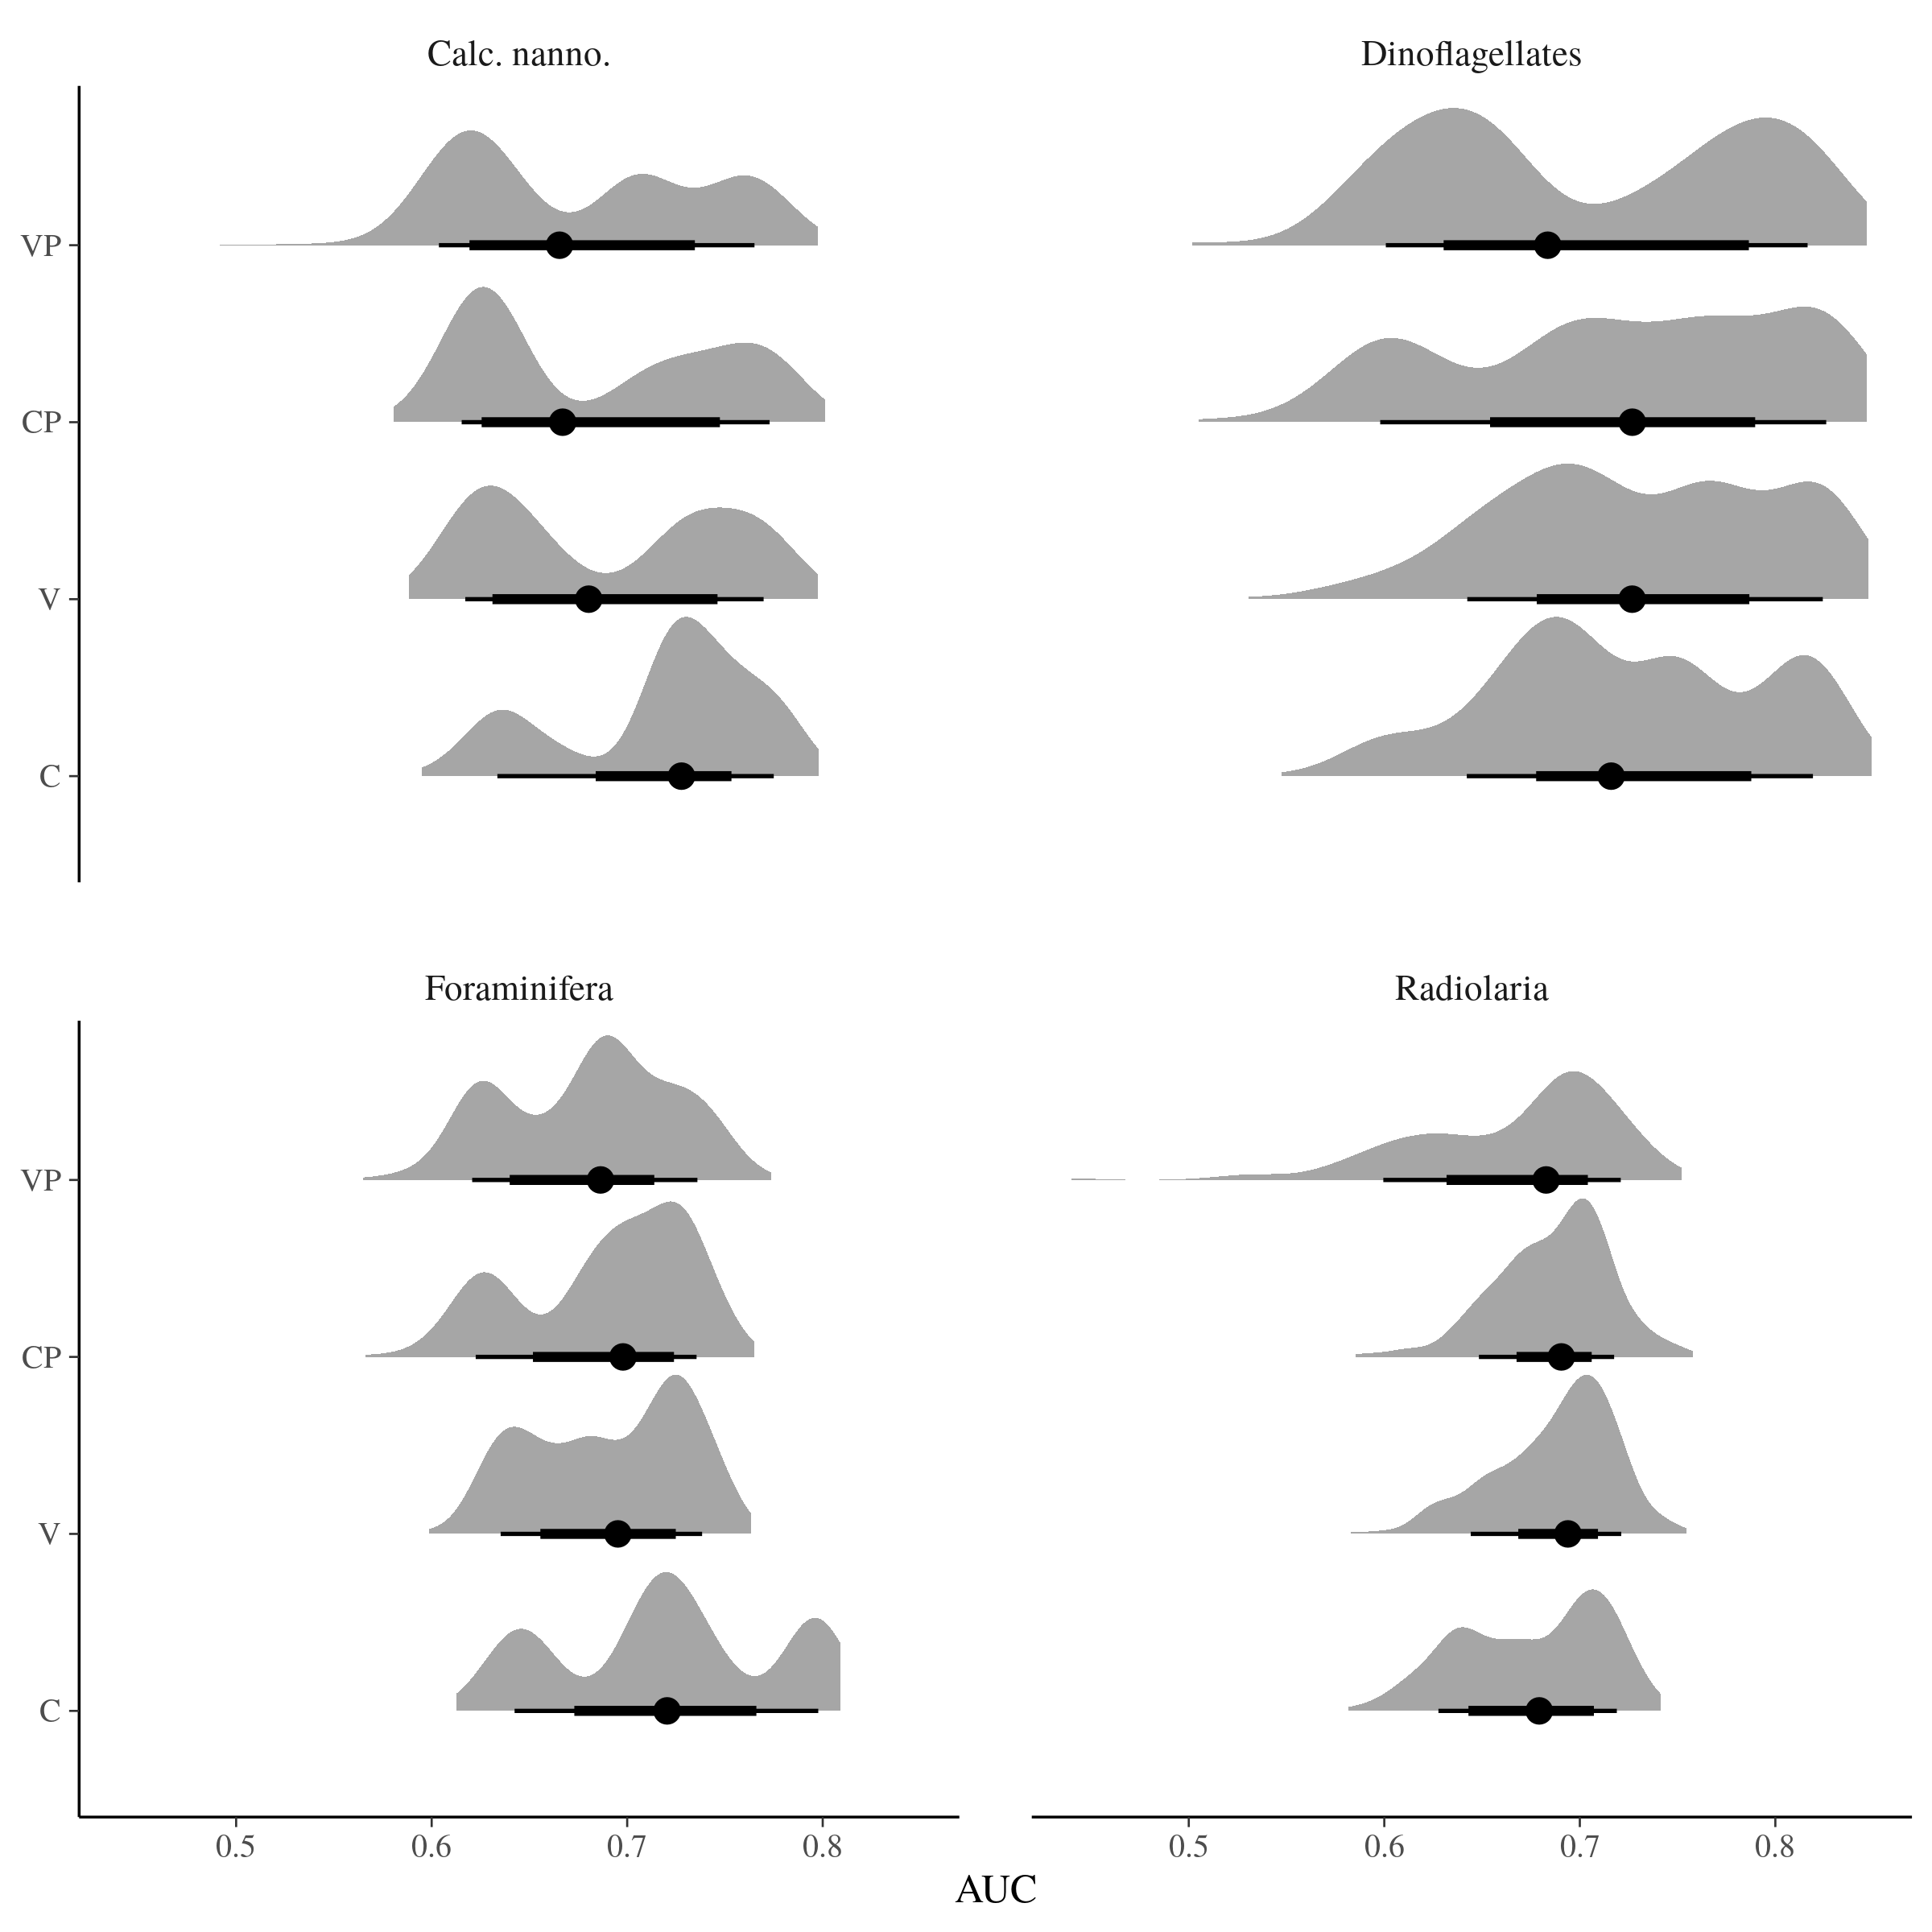 Calc. nanno.
Dinoflagellates
VP
CP
V
C
Foraminifera
Radiolaria
VP
CP
V
C
0.5 0.6 0.7 0.8 0.5 0.6 0.7 0.8
AUC